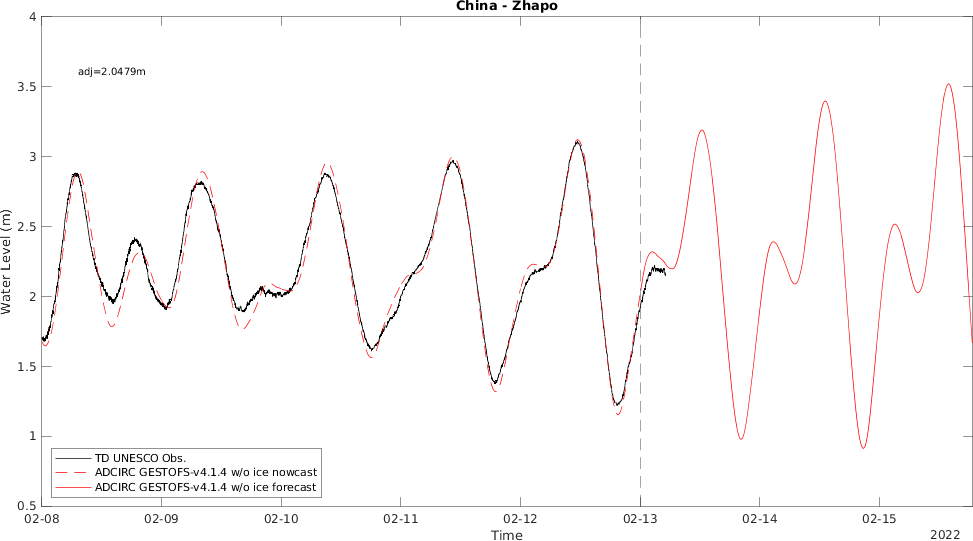 China - Zhapo
4
adj=2.0479m
3.5
3
2.5
2
1.5
1
0.5
Water Level (m)
TD UNESCO Obs.
ADCIRC GESTOFS-v4.1.4 w/o ice nowcast
ADCIRC GESTOFS-v4.1.4 w/o ice forecast
02-08 02-09 02-10 02-11 02-12 02-13 02-14 02-15
Time
2022